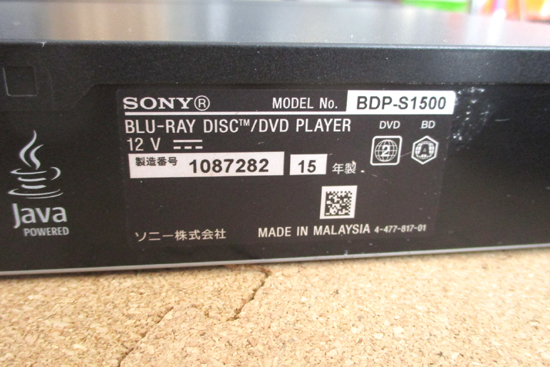 SONY® MODEL No. BDP-S1500
BLU-RAY DISC™/DVD PLAYER DVD BD
12 V ⎓ 2 A
製造番号 1087282 15 年製
Java
POWERED
ソニー株式会社 MADE IN MALAYSIA 4-477-817-01